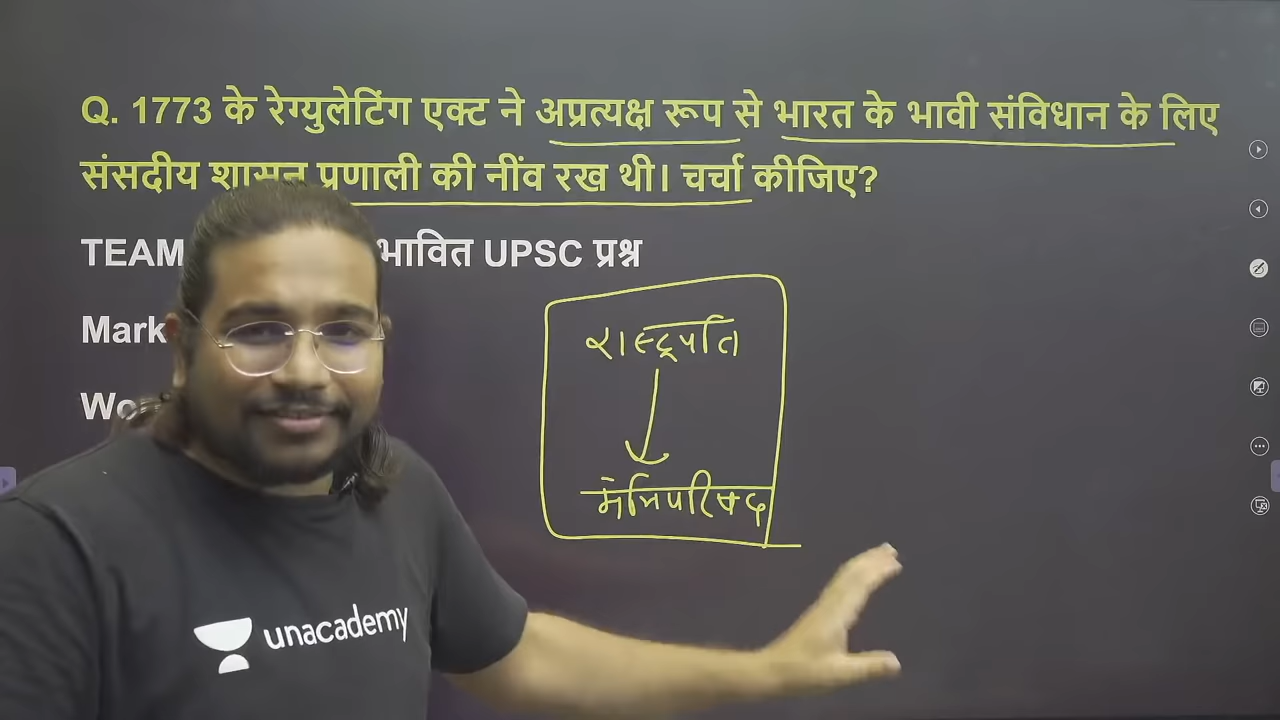 Q. 1773 के रेग्युलेटिंग एक्ट ने अप्रत्यक्ष रूप से भारत के भावी संविधान के लिए
संसदीय शासन प्रणाली की नींव रख थी। चर्चा कीजिए?
TEAM भावित UPSC प्रश्न
Mark
राष्ट्रपति
मंत्रिपरिषद
unacademy